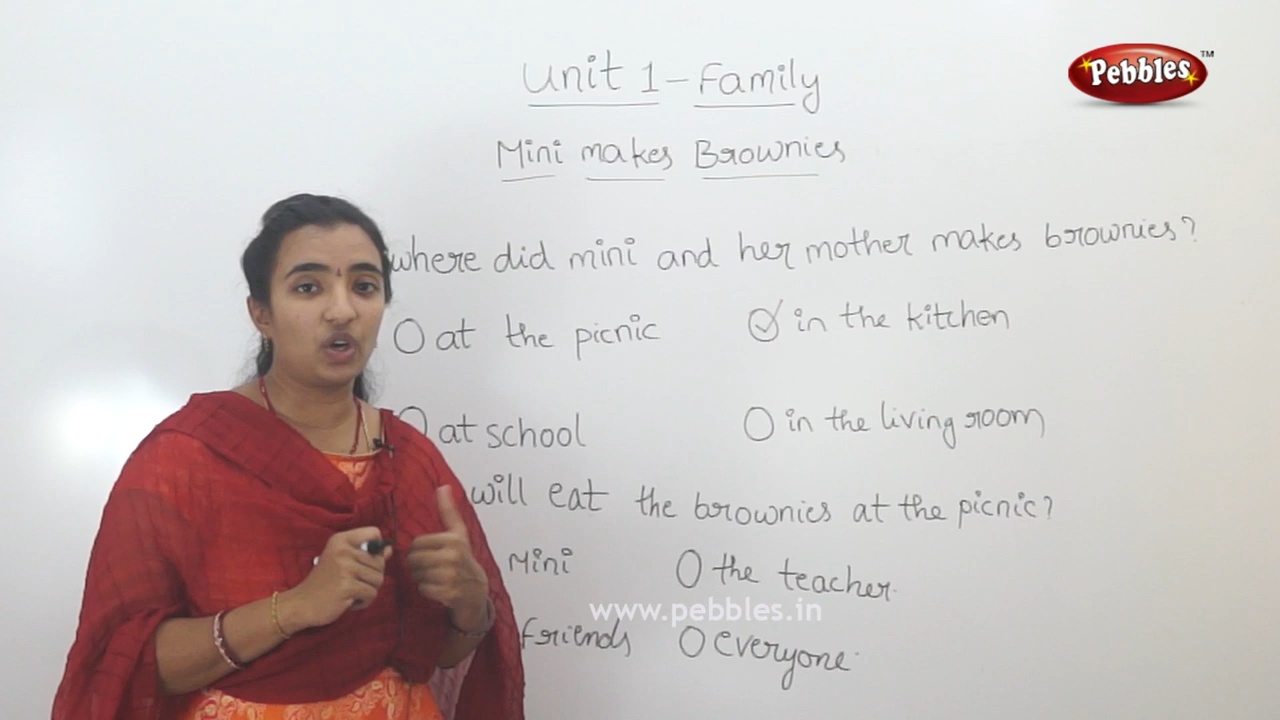 Unit 1 - Family
Pebbles™
Mini makes Brownies
where did mini and her mother makes brownies?
at the picnic in the kitchen
at school in the living room
will eat the brownies at the picnic?
Mini the teacher.
www.pebbles.in
friends everyone.